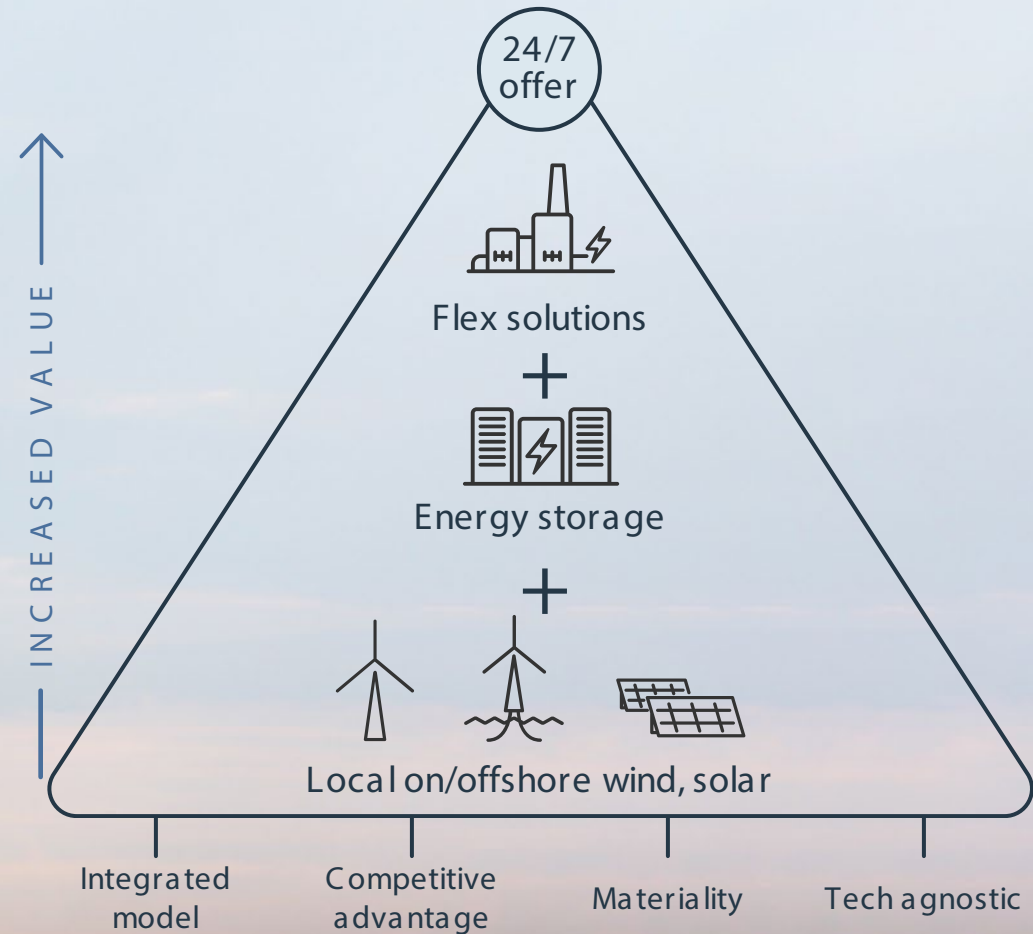 24/7
offer
INCREASED VALUE
Flex solutions
+
Energy storage
+
Local on/offshore wind, solar
Integrated
model
Competitive
advantage
Materiality
Tech agnostic